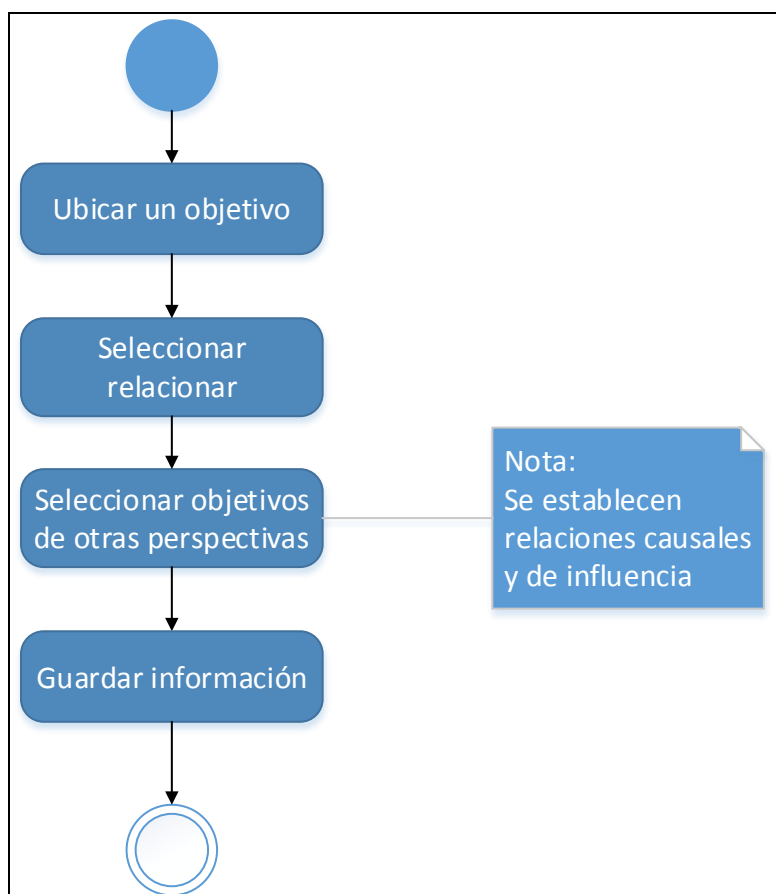 Ubicar un objetivo
Seleccionar
relacionar
Seleccionar objetivos
de otras perspectivas
Nota:
Se establecen
relaciones causales
y de influencia
Guardar información